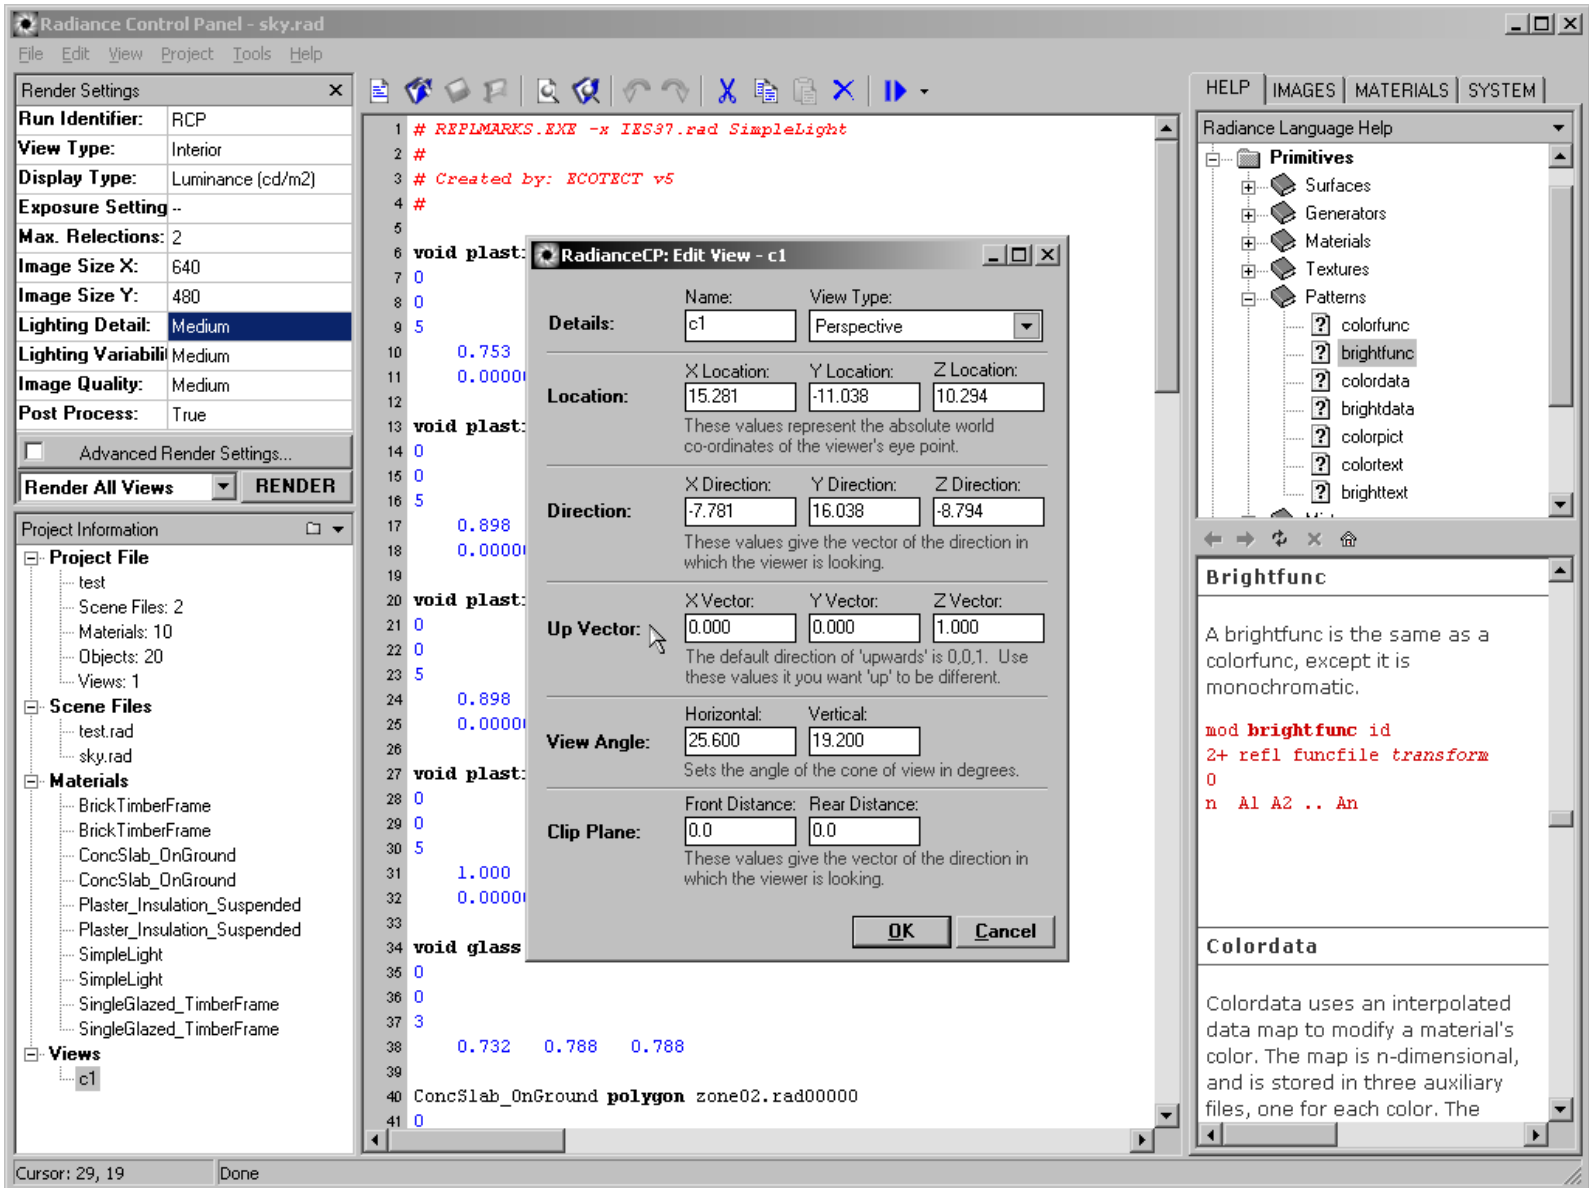 Radiance Control Panel - sky.rad
File Edit View Project Tools Help
Render Settings
Run Identifier: RCP
View Type: Interior
Display Type: Luminance (cd/m2)
Exposure Setting --
Max. Relections: 2
Image Size X: 640
Image Size Y: 480
Lighting Detail: Medium
Lighting Variabili Medium
Image Quality: Medium
Post Process: True
Advanced Render Settings...
Render All Views RENDER
Project Information
Project File
test
Scene Files: 2
Materials: 10
Objects: 20
Views: 1
Scene Files
test.rad
sky.rad
Materials
BrickTimberFrame
BrickTimberFrame
ConcSlab_OnGround
ConcSlab_OnGround
Plaster_Insulation_Suspended
Plaster_Insulation_Suspended
SimpleLight
SimpleLight
SingleGlazed_TimberFrame
SingleGlazed_TimberFrame
Views
c1
1 # REPLMARKS.EXE -x IES37.rad SimpleLight
2 #
3 # Created by: ECOTECT v5
4 #
5
6 void plasti
7 0
8 0
9 5
10 0.753
11 0.0000
12
13 void plasti
14 0
15 0
16 5
17 0.898
18 0.0000
19
20 void plasti
21 0
22 0
23 5
24 0.898
25 0.0000
26
27 void plasti
28 0
29 0
30 5
31 1.000
32 0.0000
33
34 void glass
35 0
36 0
37 3
38 0.732 0.788 0.788
39
40 ConcSlab_OnGround polygon zone02.rad00000
41 0
RadianceCP: Edit View - c1
Name: View Type:
Details: c1 Perspective
X Location: Y Location: Z Location:
Location: 15.281 -11.038 10.294
These values represent the absolute world
co-ordinates of the viewer's eye point.
X Direction: Y Direction: Z Direction:
Direction: -7.781 16.038 -8.794
These values give the vector of the direction in
which the viewer is looking.
X Vector: Y Vector: Z Vector:
Up Vector: 0.000 0.000 1.000
The default direction of 'upwards' is 0,0,1. Use
these values it you want 'up' to be different.
Horizontal: Vertical:
View Angle: 25.600 19.200
Sets the angle of the cone of view in degrees.
Front Distance: Rear Distance:
Clip Plane: 0.0 0.0
These values give the vector of the direction in
which the viewer is looking.
OK Cancel
HELP IMAGES MATERIALS SYSTEM
Radiance Language Help
Primitives
Surfaces
Generators
Materials
Textures
Patterns
colorfunc
brightfunc
colordata
brightdata
colorpict
colortext
brighttext
Brightfunc
A brightfunc is the same as a
colorfunc, except it is
monochromatic.
mod brightfunc id
2+ refl funcfile transform
0
n A1 A2 .. An
Colordata
Colordata uses an interpolated
data map to modify a material's
color. The map is n-dimensional,
and is stored in three auxiliary
files, one for each color. The
Cursor: 29, 19 Done